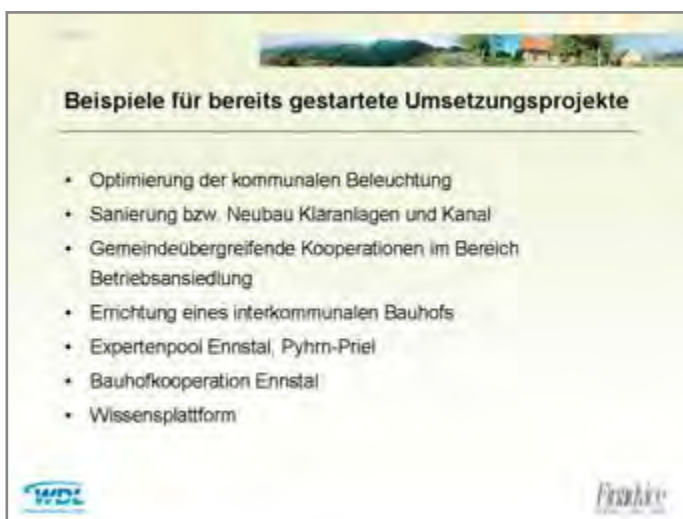 Beispiele für bereits gestartete Umsetzungsprojekte
• Optimierung der kommunalen Beleuchtung
• Sanierung bzw. Neubau Kläranlagen und Kanal
• Gemeindeübergreifende Kooperationen im Bereich
Betriebsansiedlung
• Errichtung eines interkommunalen Bauhofs
• Expertenpool Ennstal, Pyhrn-Priel
• Bauhofkooperation Ennstal
• Wissensplattform
WDL
Finadvice